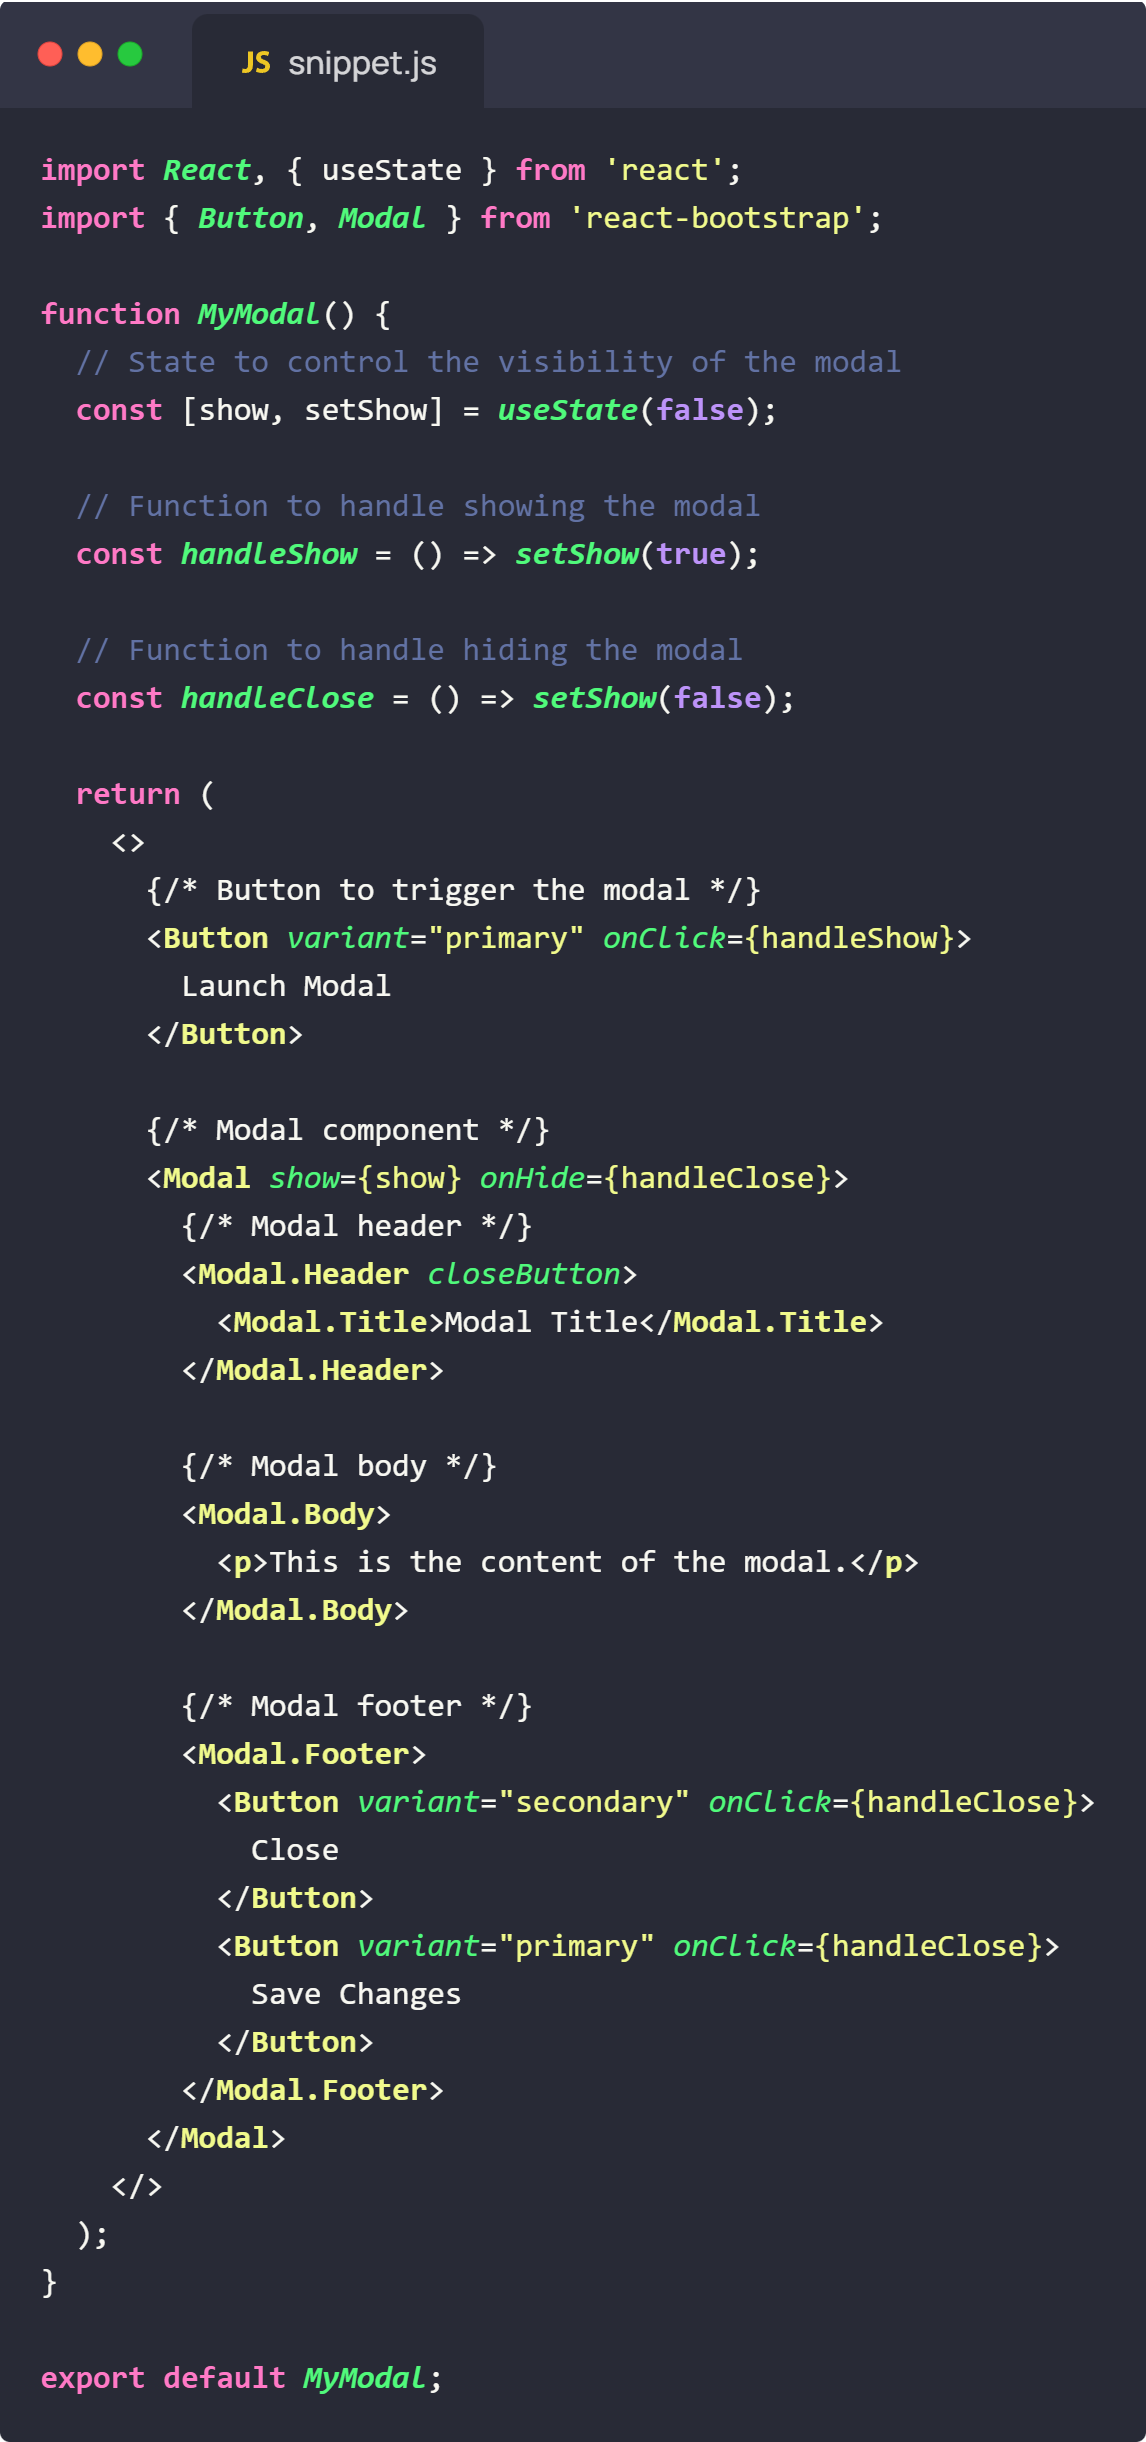 JS snippet.js
import React, { useState } from 'react';
import { Button, Modal } from 'react-bootstrap';

function MyModal() {
  // State to control the visibility of the modal
  const [show, setShow] = useState(false);

  // Function to handle showing the modal
  const handleShow = () => setShow(true);

  // Function to handle hiding the modal
  const handleClose = () => setShow(false);

  return (
    <>
      {/* Button to trigger the modal */}
      <Button variant="primary" onClick={handleShow}>
        Launch Modal
      </Button>

      {/* Modal component */}
      <Modal show={show} onHide={handleClose}>
        {/* Modal header */}
        <Modal.Header closeButton>
          <Modal.Title>Modal Title</Modal.Title>
        </Modal.Header>

        {/* Modal body */}
        <Modal.Body>
          <p>This is the content of the modal.</p>
        </Modal.Body>

        {/* Modal footer */}
        <Modal.Footer>
          <Button variant="secondary" onClick={handleClose}>
            Close
          </Button>
          <Button variant="primary" onClick={handleClose}>
            Save Changes
          </Button>
        </Modal.Footer>
      </Modal>
    </>
  );
}

export default MyModal;